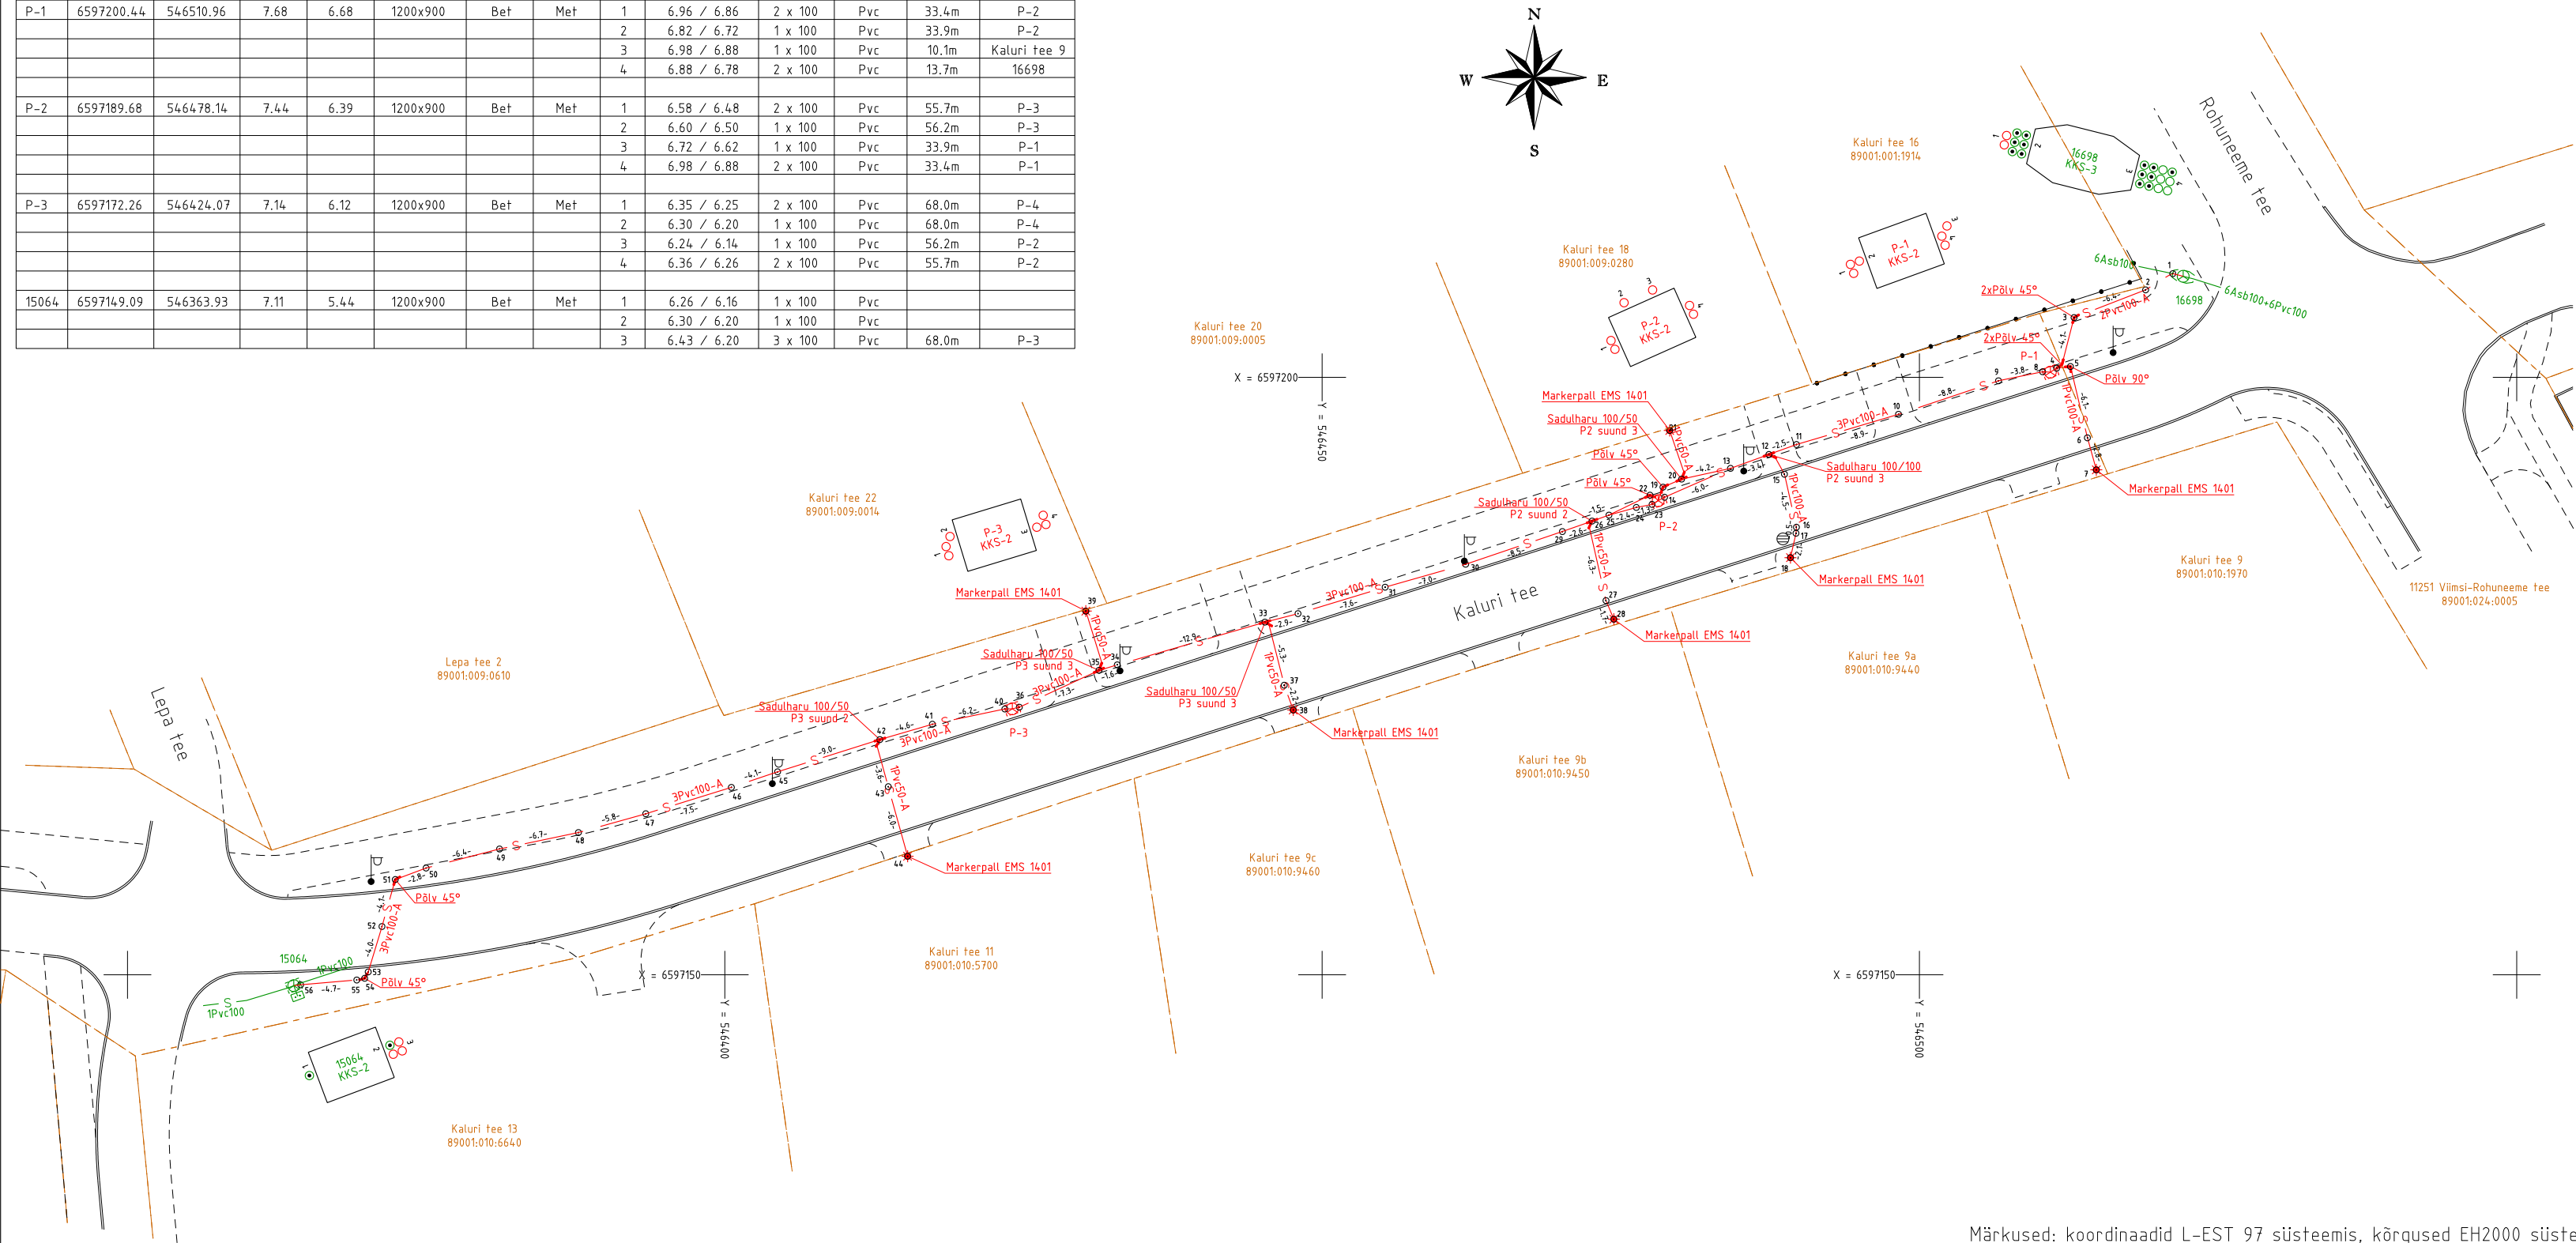 P-1 6597200.44 546510.96 7.68 6.68 1200x900 Bet Met 1 6.96 / 6.86 2 x 100 Pvc 33.4m P-2
2 6.82 / 6.72 1 x 100 Pvc 33.9m P-2
3 6.98 / 6.88 1 x 100 Pvc 10.1m Kaluri tee 9
4 6.88 / 6.78 2 x 100 Pvc 13.7m 16698
P-2 6597189.68 546478.14 7.44 6.39 1200x900 Bet Met 1 6.58 / 6.48 2 x 100 Pvc 55.7m P-3
2 6.60 / 6.50 1 x 100 Pvc 56.2m P-3
3 6.72 / 6.62 1 x 100 Pvc 33.9m P-1
4 6.98 / 6.88 2 x 100 Pvc 33.4m P-1
P-3 6597172.26 546424.07 7.14 6.12 1200x900 Bet Met 1 6.35 / 6.25 2 x 100 Pvc 68.0m P-4
2 6.30 / 6.20 1 x 100 Pvc 68.0m P-4
3 6.24 / 6.14 1 x 100 Pvc 56.2m P-2
4 6.36 / 6.26 2 x 100 Pvc 55.7m P-2
15064 6597149.09 546363.93 7.11 5.44 1200x900 Bet Met 1 6.26 / 6.16 1 x 100 Pvc
2 6.30 / 6.20 1 x 100 Pvc
3 6.43 / 6.20 3 x 100 Pvc 68.0m P-3
N
W E
S
Rohuneeme tee
Kaluri tee 16
89001:001:1914
16698
KKS-3
P-1
KKS-2
Kaluri tee 18
89001:009:0280
P-2
KKS-2
6Asb100
6Asb100+6Pvc100
16698
2xPõlv 45°
2Pvc100-A
2xPõlv 45°
P-1
Põlv 90°
1Pvc100-A
Markerpall EMS 1401
Kaluri tee 20
89001:009:0005
X = 6597200
Y = 546450
Markerpall EMS 1401
Sadulharu 100/50
P2 suund 3
Põlv 45°
Põlv 45°
Sadulharu 100/50
P2 suund 2
3Pvc100-A
Sadulharu 100/100
P2 suund 3
1Pvc100-A
P-2
Markerpall EMS 1401
1Pvc50-A
Markerpall EMS 1401
Kaluri tee
Kaluri tee 9
89001:010:1970
11251 Viimsi-Rohuneeme tee
89001:024:0005
Kaluri tee 22
89001:009:0014
P-3
KKS-2
Markerpall EMS 1401
1Pvc50-A
Sadulharu 100/50
P3 suund 3
3Pvc100-A
3Pvc100-A
Sadulharu 100/50
P3 suund 3
1Pvc50-A
Markerpall EMS 1401
Kaluri tee 9a
89001:010:9440
Kaluri tee 9b
89001:010:9450
Kaluri tee 9c
89001:010:9460
Lepa tee 2
89001:009:0610
Lepa tee
Sadulharu 100/50
P3 suund 2
3Pvc100-A
P-3
1Pvc50-A
Markerpall EMS 1401
3Pvc100-A
Põlv 45°
3Pvc100-A
Põlv 45°
15064
1Pvc100
1Pvc100
15064
KKS-2
Kaluri tee 11
89001:010:5700
X = 6597150
Y = 546400
X = 6597150
Y = 546500
Kaluri tee 13
89001:010:6640
Märkused: koordinaadid L-EST 97 süsteemis, kõrgused EH2000 süste